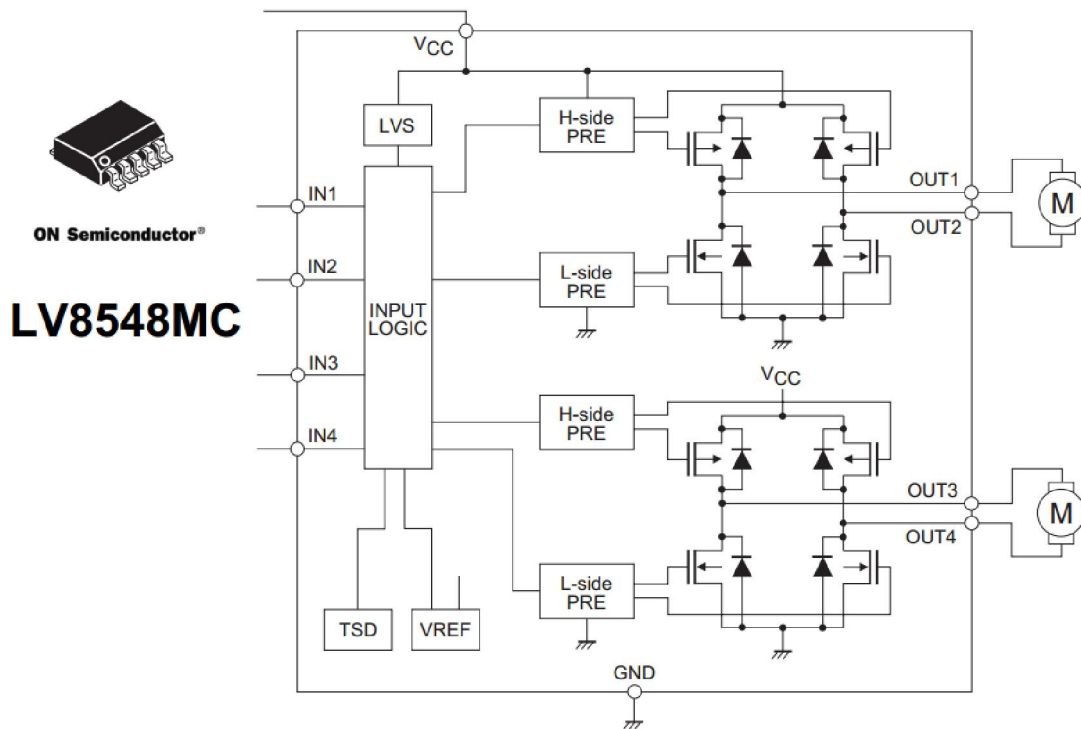 VCC
LVS
H-side
PRE
IN1
OUT1
M
ON Semiconductor®
OUT2
IN2
L-side
PRE
LV8548MC
INPUT
LOGIC
IN3
VCC
H-side
PRE
IN4
OUT3
M
OUT4
L-side
PRE
TSD
VREF
GND